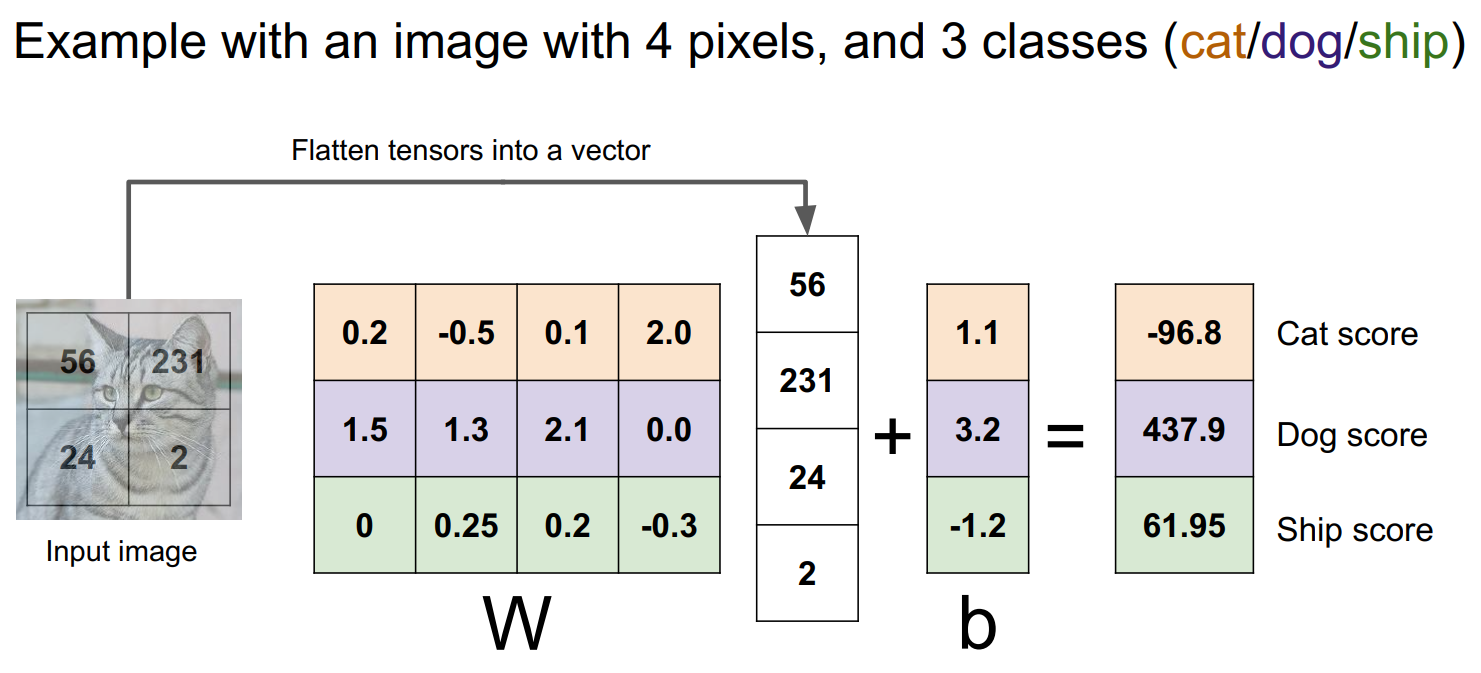 Example with an image with 4 pixels, and 3 classes (cat/dog/ship)
Flatten tensors into a vector
56 231
24 2
Input image
0.2 -0.5 0.1 2.0
1.5 1.3 2.1 0.0
0 0.25 0.2 -0.3
W
56
231
24
2
+
1.1
3.2
-1.2
b
=
-96.8 Cat score
437.9 Dog score
61.95 Ship score